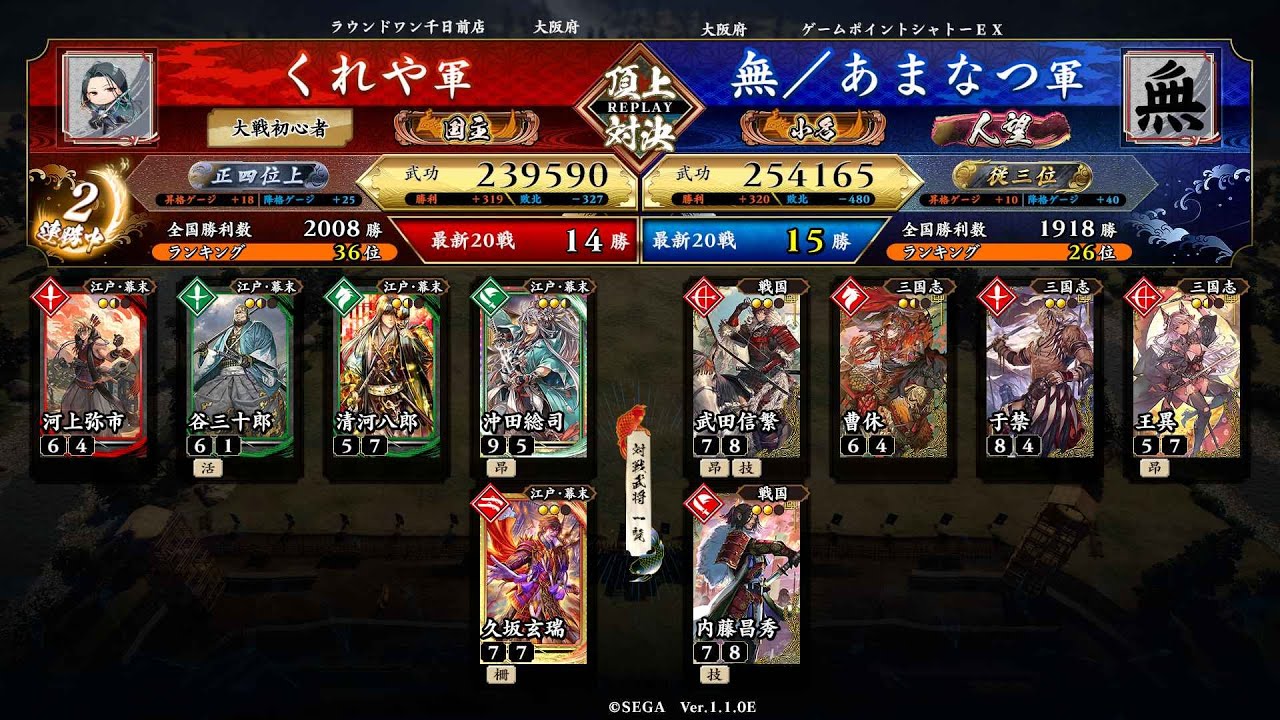 ラウンドワン千日前店 大阪府
大阪府 ゲームポイントシャトーEX
くれや軍
頂上
REPLAY
対決
無/あまなつ軍
無
大戦初心者
国主
小名
人望
正四位上
昇格ゲージ +18 降格ゲージ +25
武功 239590
勝利 +319 敗北 -327
武功 254165
勝利 +320 敗北 -480
従三位
昇格ゲージ +10 降格ゲージ +40
2
連勝中
全国勝利数 2008勝
ランキング 36位
最新20戦 14勝
最新20戦 15勝
全国勝利数 1918勝
ランキング 26位
江戸・幕末
河上弥市
6 4
江戸・幕末
谷三十郎
6 1
活
江戸・幕末
清河八郎
5 7
江戸・幕末
沖田総司
9 5
昂
戦国
武田信繁
7 8
昂 技
三国志
曹休
6 4
三国志
于禁
8 4
三国志
王異
5 7
昂
対戦武将一覧
江戸・幕末
久坂玄瑞
7 7
柵
戦国
内藤昌秀
7 8
技
©SEGA Ver.1.1.0E